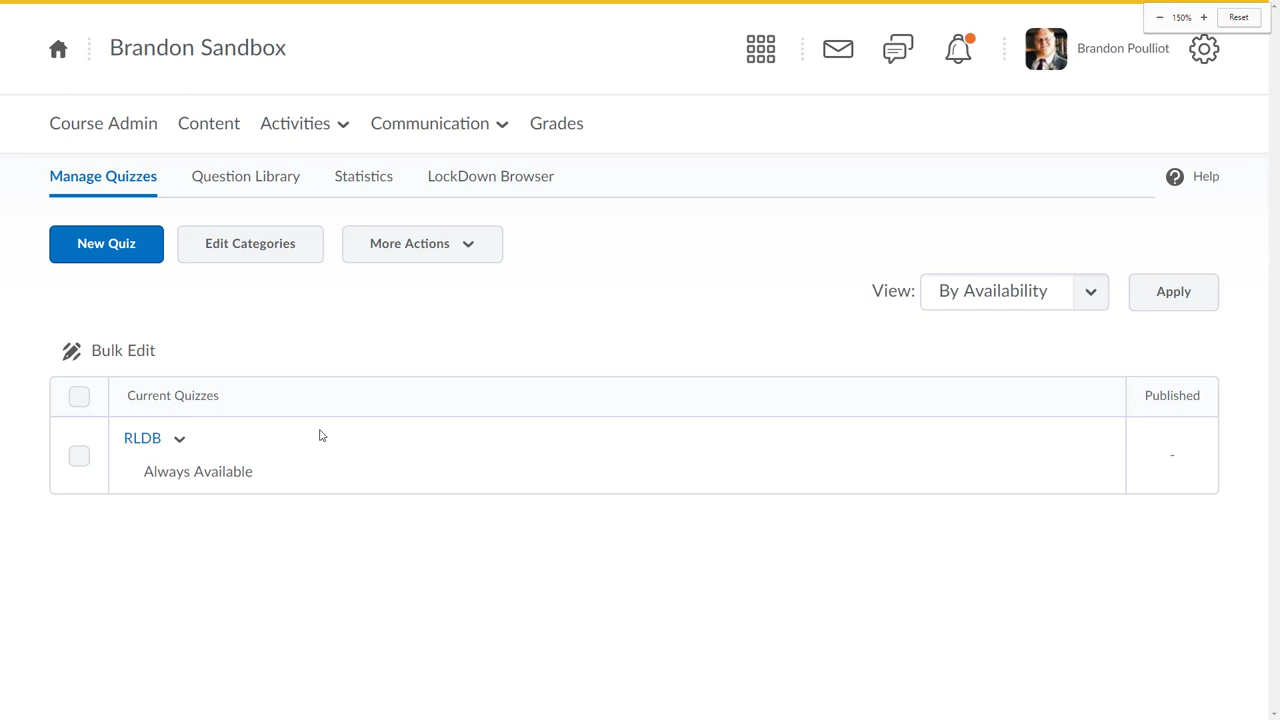 150%
Reset
Brandon Sandbox
Brandon Poulliot
Course Admin Content Activities Communication Grades
Manage Quizzes Question Library Statistics LockDown Browser Help
New Quiz Edit Categories More Actions
View: By Availability Apply
Bulk Edit
Current Quizzes Published
RLDB
Always Available -